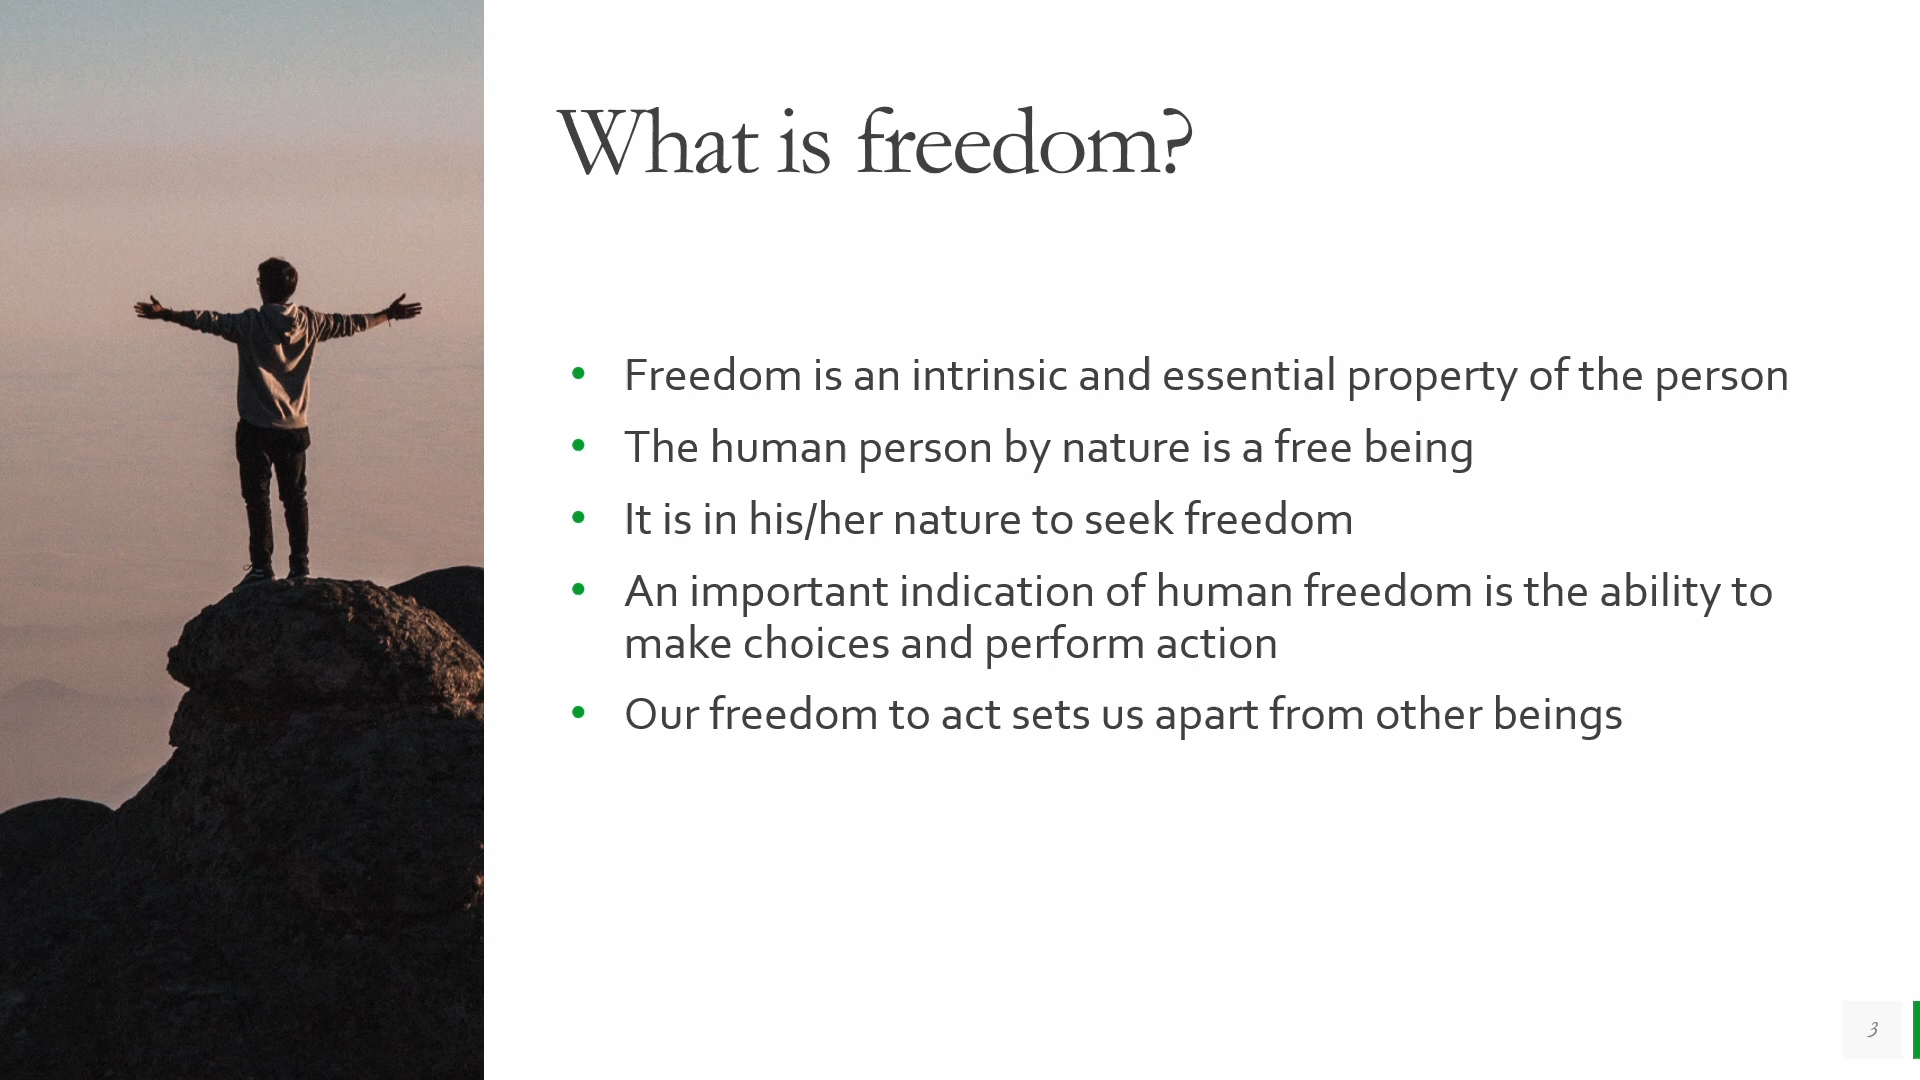 What is freedom?
• Freedom is an intrinsic and essential property of the person
• The human person by nature is a free being
• It is in his/her nature to seek freedom
• An important indication of human freedom is the ability to
make choices and perform action
• Our freedom to act sets us apart from other beings
3